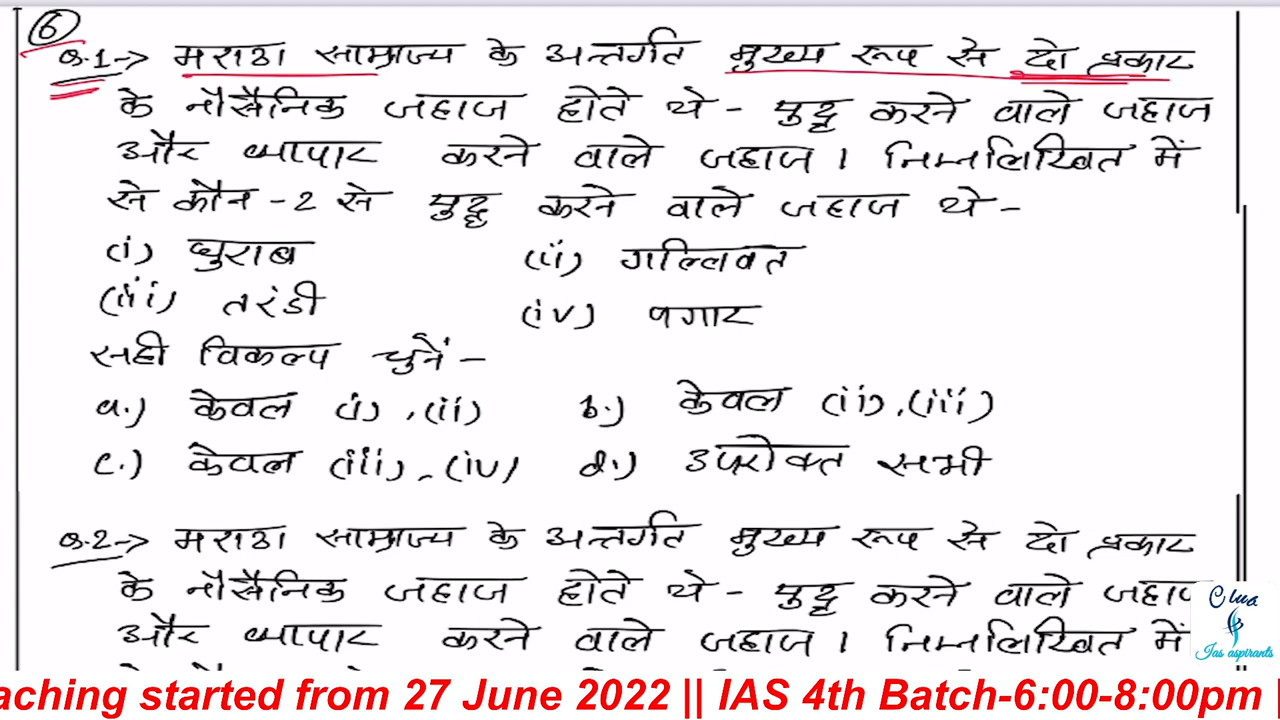 6
Q.1-> मराठा साम्राज्य के अन्तर्गत मुख्य रूप से दो प्रकार
के नौसैनिक जहाज होते थे - युद्ध करने वाले जहाज
और व्यापार करने वाले जहाज। निम्नलिखित में
से कौन-2 से युद्ध करने वाले जहाज थे -
(i) घुराब (ii) गल्लिवत
(iii) तरंडी (iv) पगार
सही विकल्प चुनें -
a.) केवल (i), (ii) b.) केवल (ii), (iii)
c.) केवल (iii), (iv) d.) उपरोक्त सभी
Q.2-> मराठा साम्राज्य के अन्तर्गत मुख्य रूप से दो प्रकार
के नौसैनिक जहाज होते थे - युद्ध करने वाले जहाज
और व्यापार करने वाले जहाज। निम्नलिखित में
Ias aspirants
aching started from 27 June 2022 || IAS 4th Batch-6:00-8:00pm |